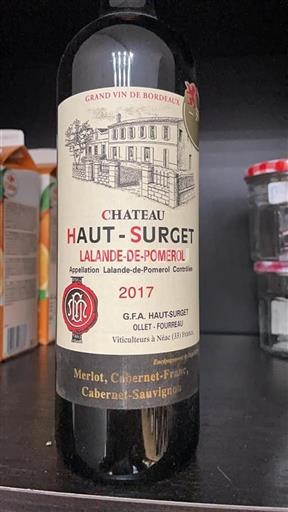 GRAND VIN DE BORDEAUX
CHATEAU
HAUT - SURGET
LALANDE-DE-POMEROL
Appellation Lalande-de-Pomerol Contrôlée
2017
G.F.A. HAUT-SURGET
OLLET - FOURREAU
Viticulteurs à Néac (33) France
Merlot, Cabernet-Franc,
Cabernet-Sauvignon